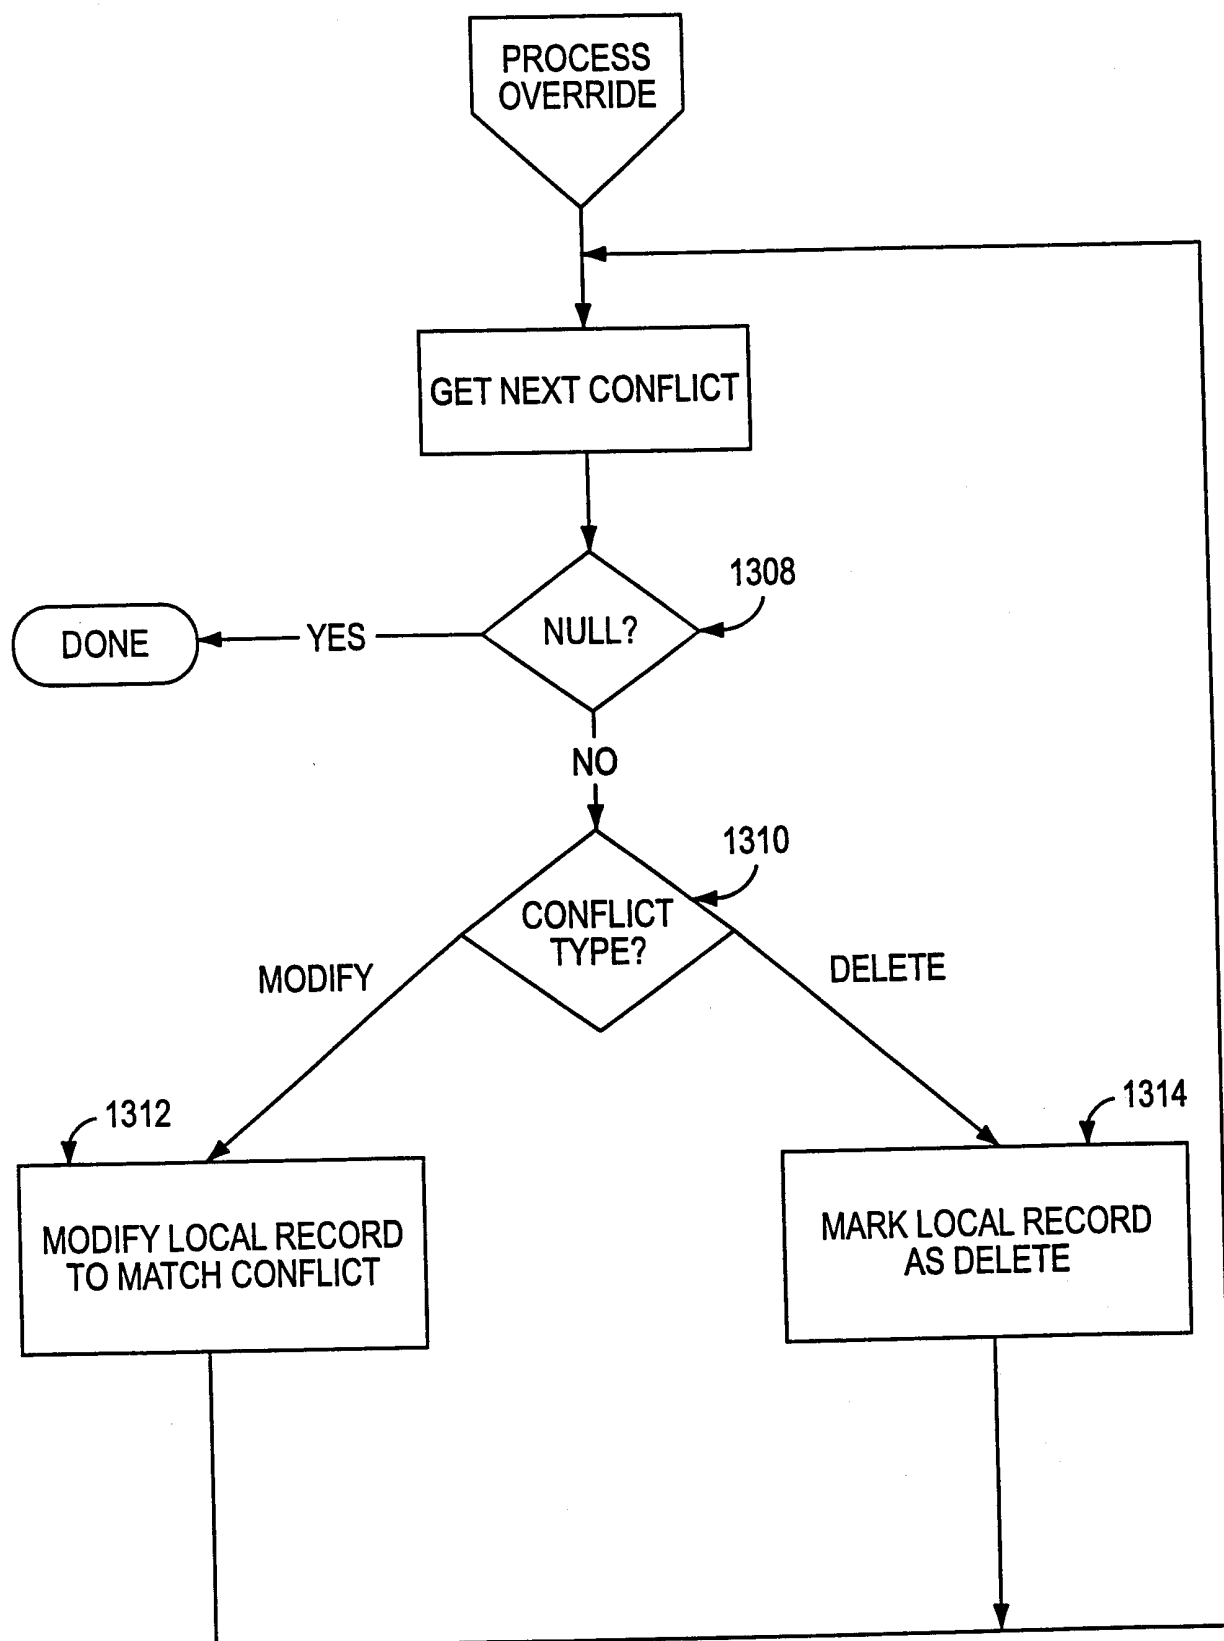 PROCESS
OVERRIDE
GET NEXT CONFLICT
1308
NULL?
YES
DONE
NO
1310
CONFLICT
TYPE?
MODIFY
DELETE
1312
1314
MODIFY LOCAL RECORD
TO MATCH CONFLICT
MARK LOCAL RECORD
AS DELETE